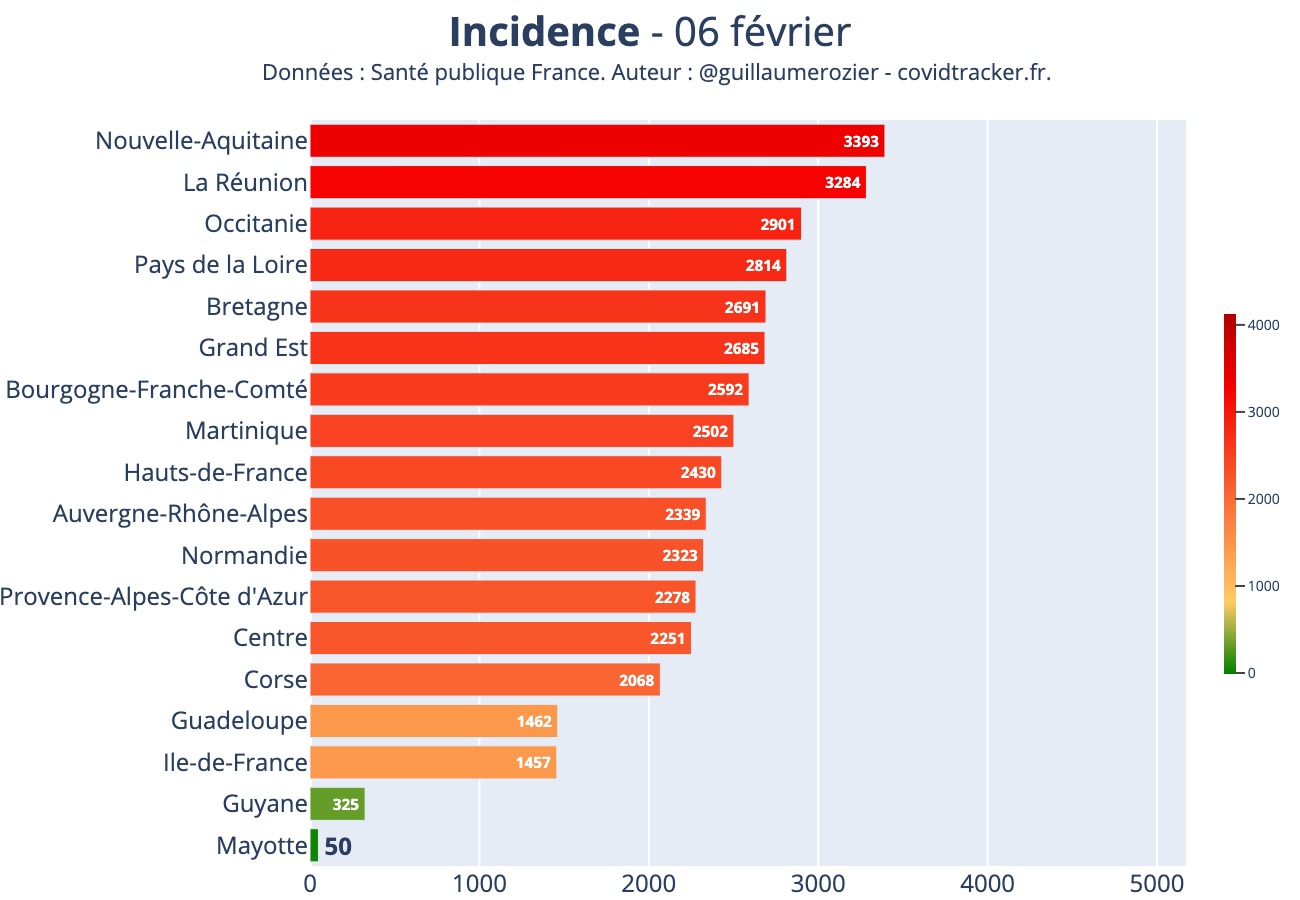 Incidence - 06 février
Données : Santé publique France. Auteur : @guillaumerozier - covidtracker.fr.
Nouvelle-Aquitaine 3393
La Réunion 3284
Occitanie 2901
Pays de la Loire 2814
Bretagne 2691
Grand Est 2685
Bourgogne-Franche-Comté 2592
Martinique 2502
Hauts-de-France 2430
Auvergne-Rhône-Alpes 2339
Normandie 2323
Provence-Alpes-Côte d'Azur 2278
Centre 2251
Corse 2068
Guadeloupe 1462
Ile-de-France 1457
Guyane 325
Mayotte 50
0 1000 2000 3000 4000 5000
4000
3000
2000
1000
0